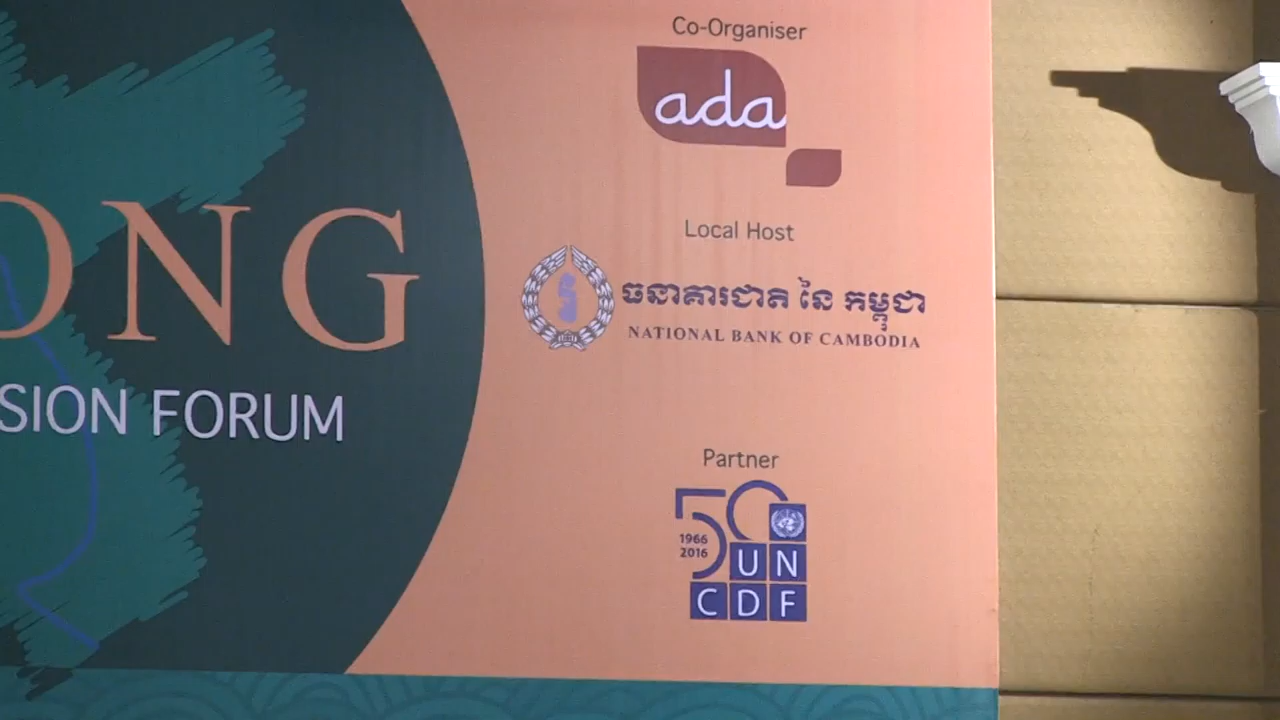 ONG
SION FORUM
Co-Organiser
ada
Local Host
ធនាគារជាតិ នៃ កម្ពុជា
NATIONAL BANK OF CAMBODIA
Partner
50
1966
2016
UN
CDF